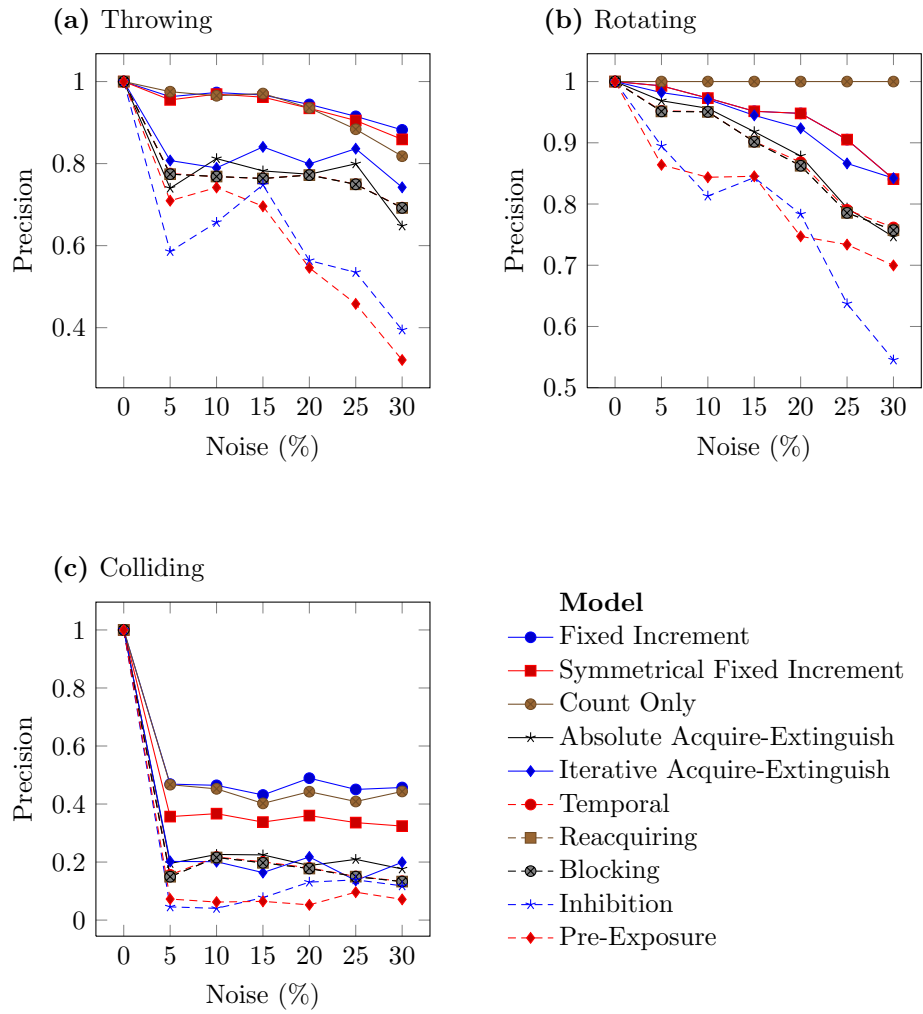 (a) Throwing
1
0.8
0.6
0.4
Precision
0 5 10 15 20 25 30
Noise (%)
(b) Rotating
1
0.9
0.8
0.7
0.6
0.5
Precision
0 5 10 15 20 25 30
Noise (%)
(c) Colliding
1
0.8
0.6
0.4
0.2
0
Precision
0 5 10 15 20 25 30
Noise (%)
Model
Fixed Increment
Symmetrical Fixed Increment
Count Only
Absolute Acquire-Extinguish
Iterative Acquire-Extinguish
Temporal
Reacquiring
Blocking
Inhibition
Pre-Exposure